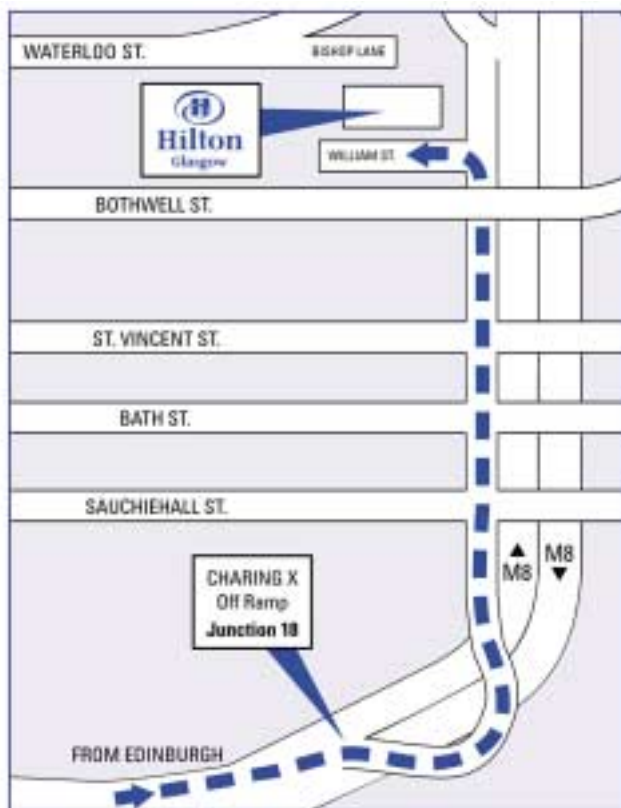 WATERLOO ST.
BISHOP LANE
Hilton
Glasgow
WILLIAM ST.
BOTHWELL ST.
ST. VINCENT ST.
BATH ST.
SAUCHIEHALL ST.
M8
M8
CHARING X
Off Ramp
Junction 18
FROM EDINBURGH